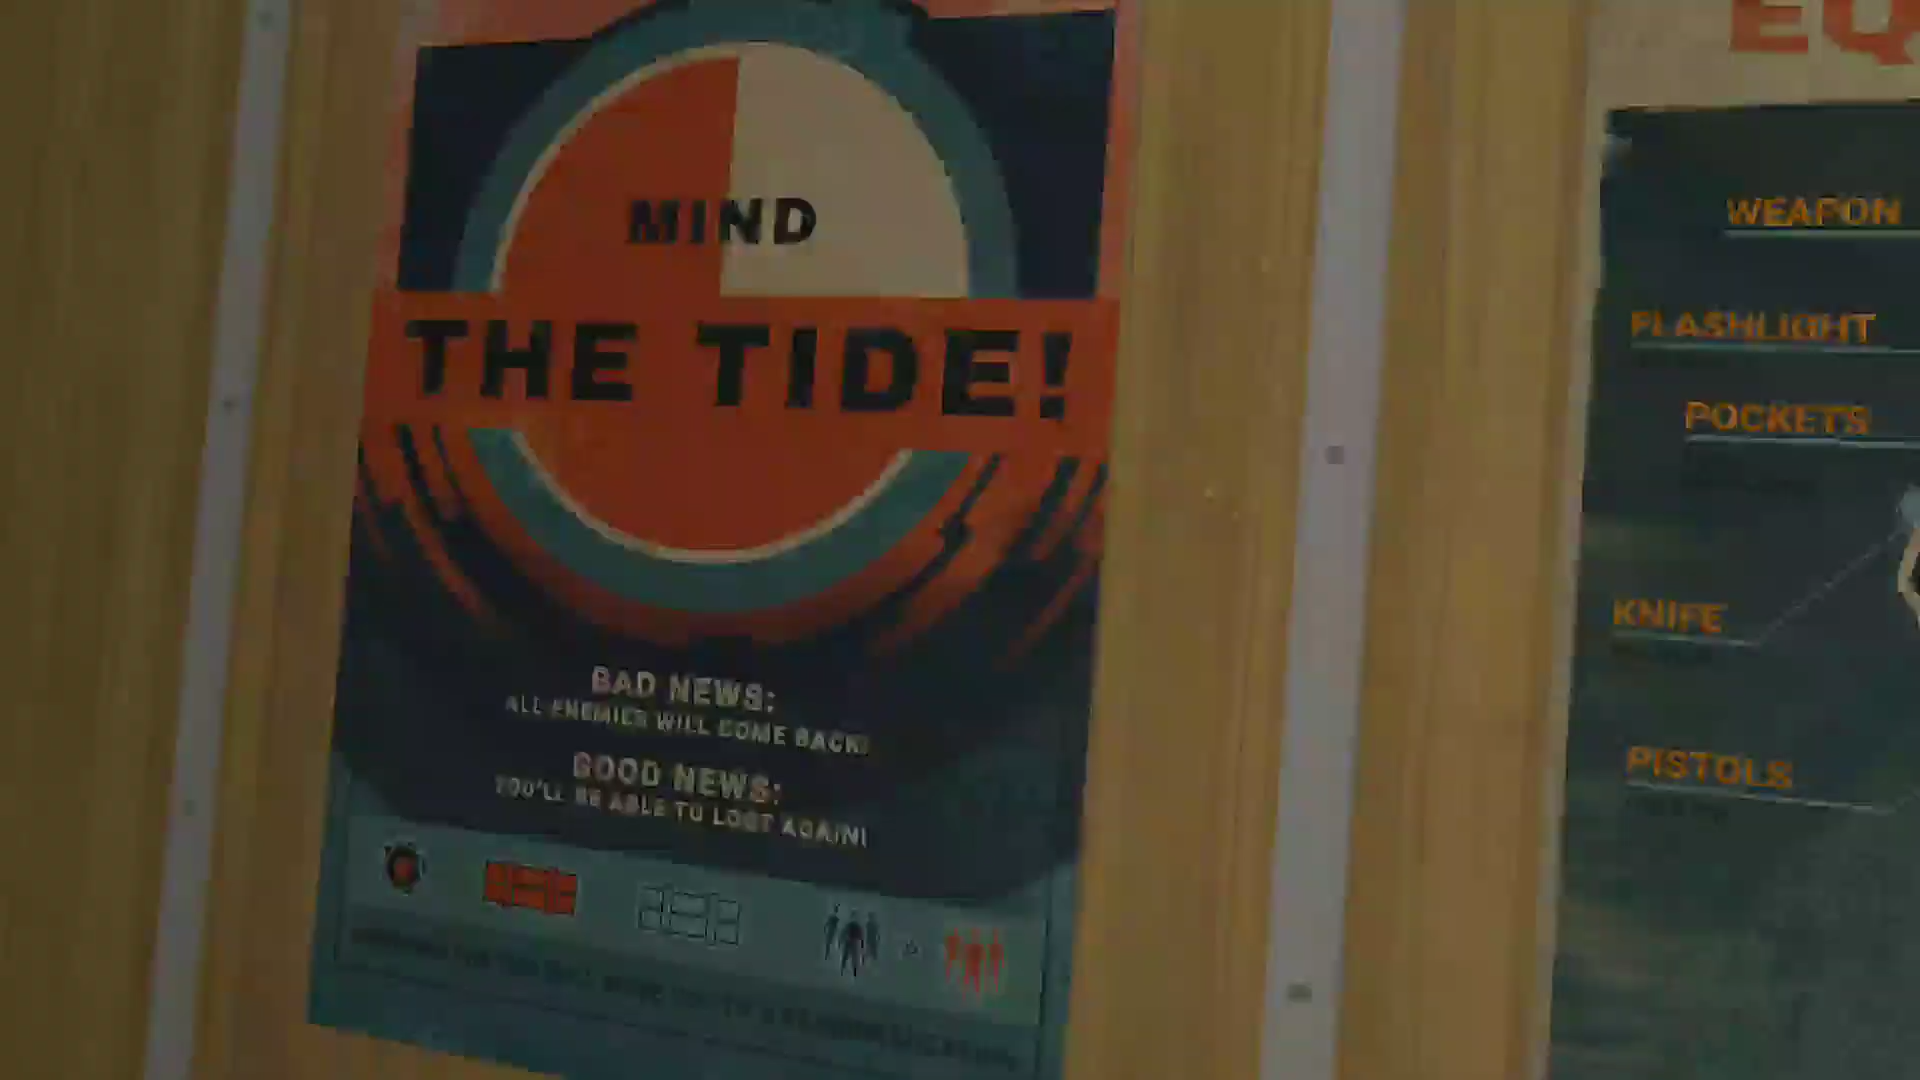 MIND
THE TIDE!
BAD NEWS:
ALL ENEMIES WILL COME BACK!
GOOD NEWS:
YOU'LL BE ABLE TO LOOT AGAIN!
EQ
WEAPON
FLASHLIGHT
POCKETS
KNIFE
PISTOLS